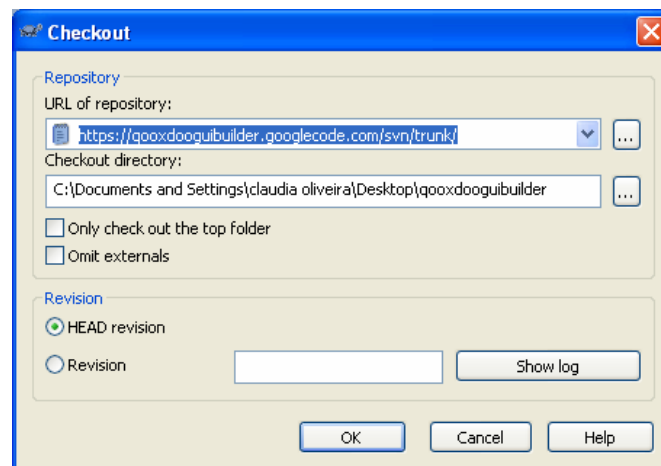 Checkout
Repository
URL of repository:
https://qooxdooguibuilder.googlecode.com/svn/trunk/
...
Checkout directory:
C:\Documents and Settings\claudia oliveira\Desktop\qooxdooguibuilder
...
Only check out the top folder
Omit externals
Revision
HEAD revision
Revision
Show log
OK
Cancel
Help